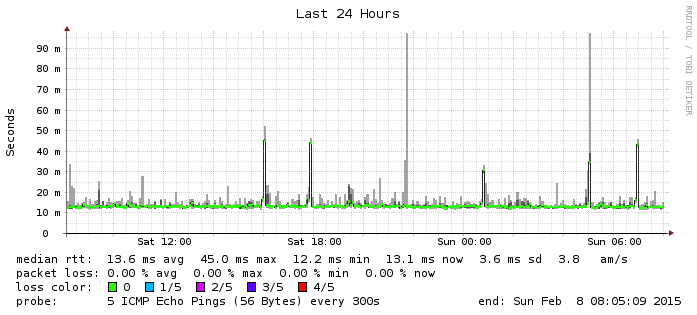 Last 24 Hours
RRDTOOL / TOBI OETIKER
Seconds
90 m
80 m
70 m
60 m
50 m
40 m
30 m
20 m
10 m
0
Sat 12:00 Sat 18:00 Sun 00:00 Sun 06:00
median rtt: 13.6 ms avg 45.0 ms max 12.2 ms min 13.1 ms now 3.6 ms sd 3.8 am/s
packet loss: 0.00 % avg 0.00 % max 0.00 % min 0.00 % now
loss color: 0 1/5 2/5 3/5 4/5
probe: 5 ICMP Echo Pings (56 Bytes) every 300s end: Sun Feb 8 08:05:09 2015